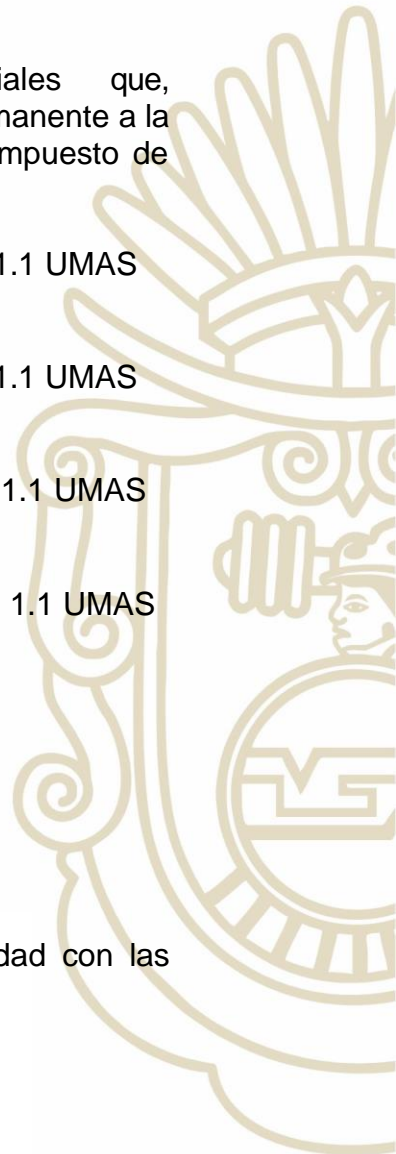 iales que,
manente a la
mpuesto de
1.1 UMAS
1.1 UMAS
1.1 UMAS
1.1 UMAS
dad con las